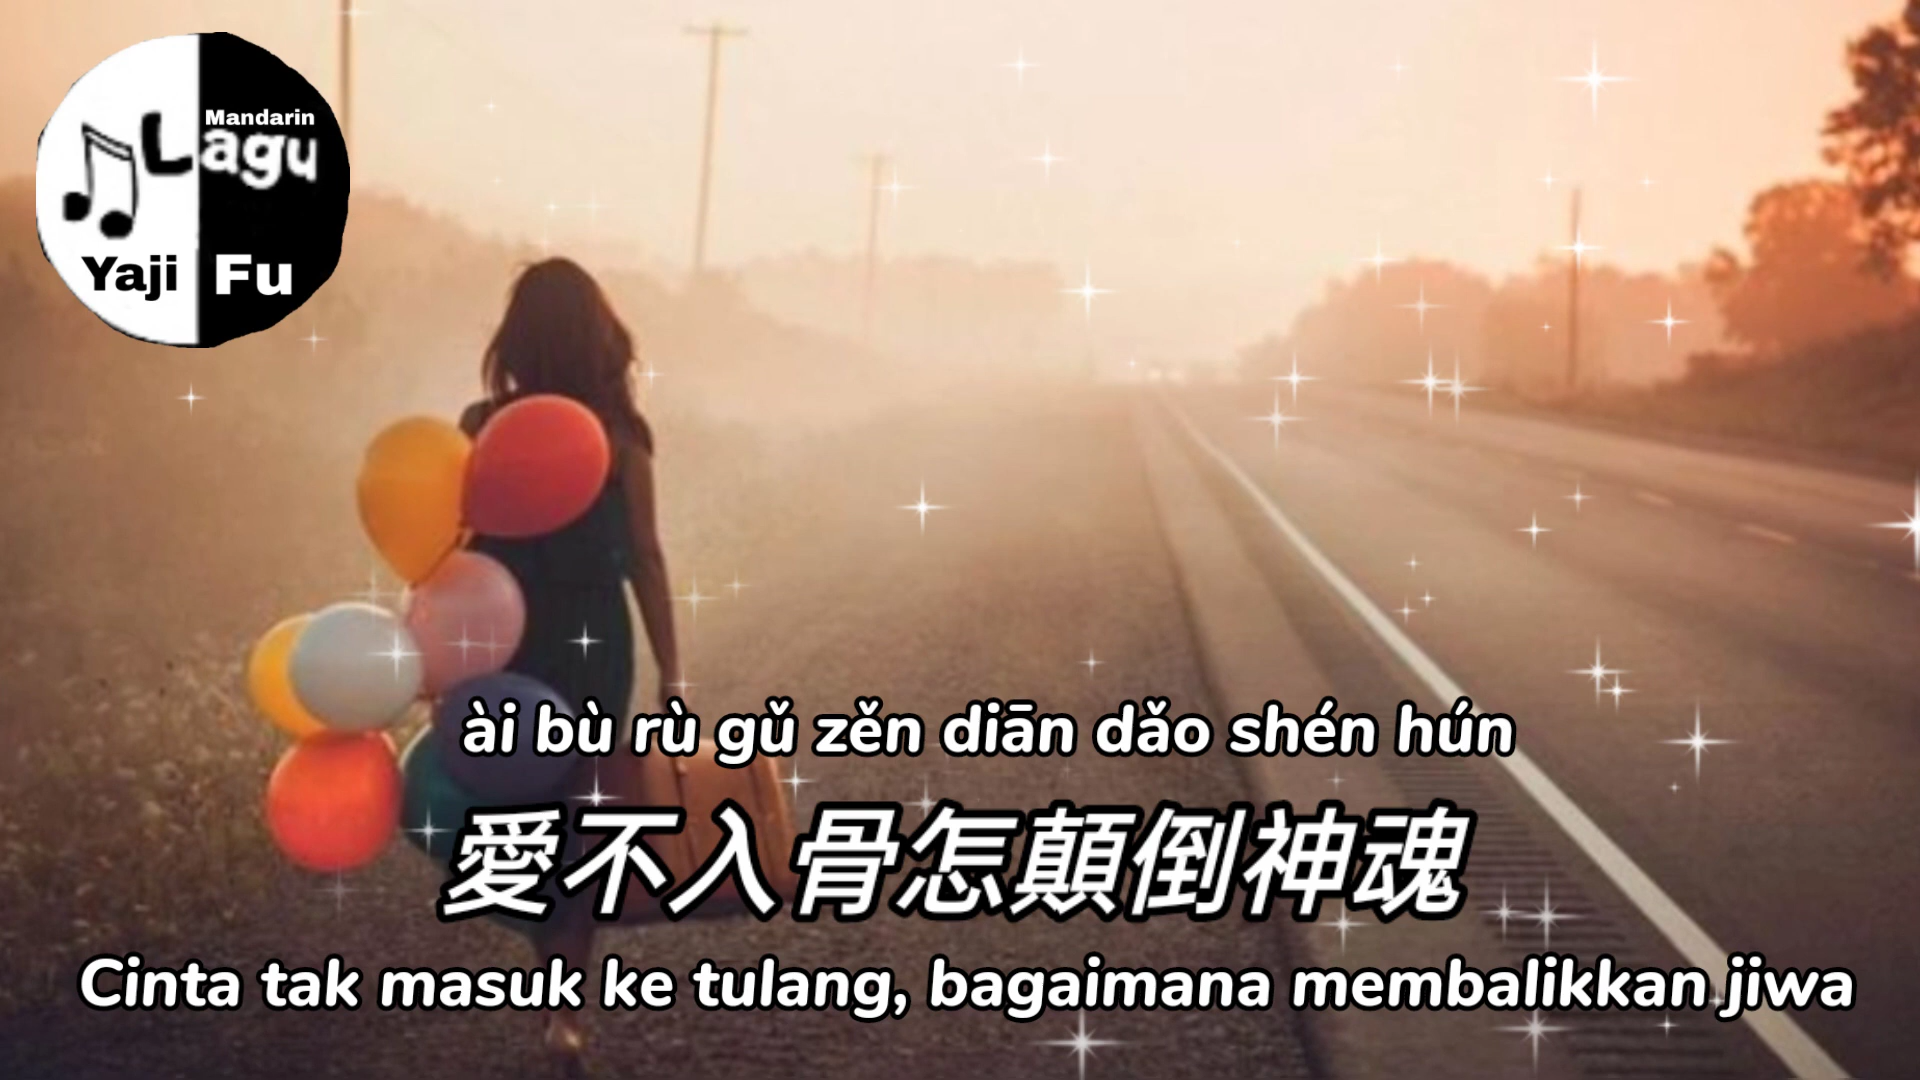 Mandarin
Lagu
Yaji Fu
ài bù rù gǔ zěn diān dǎo shén hún
愛不入骨怎顛倒神魂
Cinta tak masuk ke tulang, bagaimana membalikkan jiwa